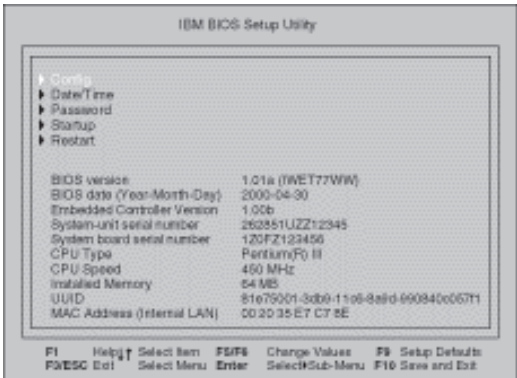 IBM BIOS Setup Utility
Config
Date/Time
Password
Startup
Restart
BIOS version 1.01a (IWET77WW)
BIOS date (Year-Month-Day) 2000-04-30
Embedded Controller Version 1.00b
System-unit serial number 262851UZZ12345
System board serial number 1Z0FZ123456
CPU Type Pentium(R) III
CPU Speed 450 MHz
Installed Memory 64 MB
UUID
MAC Address (Internal LAN) 00 20 35 E7 C7 8E
F1 Help ↓↑ Select Item F5/F6 Change Values F9 Setup Defaults
F3/ESC Exit Select Menu Enter Select Sub-Menu F10 Save and Exit